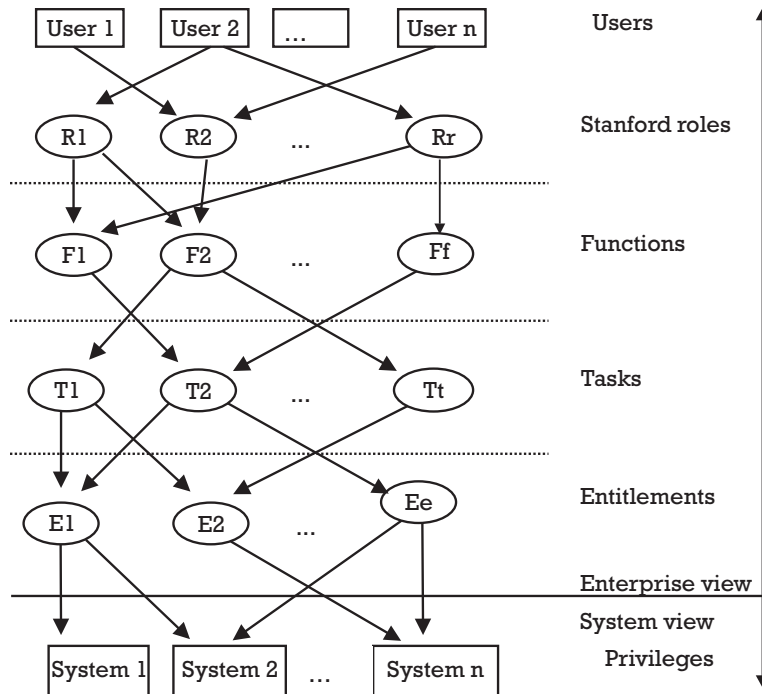 User 1 User 2 ... User n Users
R1 R2 ... Rr Stanford roles
F1 F2 ... Ff Functions
T1 T2 ... Tt Tasks
E1 E2 ... Ee Entitlements
Enterprise view
System view
Privileges
System 1 System 2 ... System n